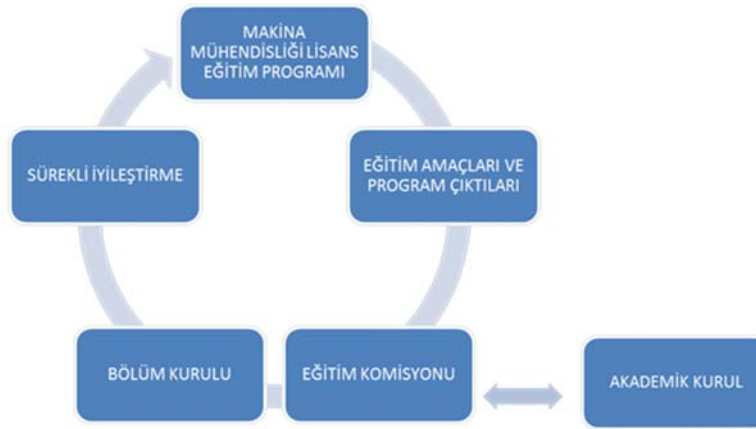 MAKİNA
MÜHENDİSLİĞİ LİSANS
EĞİTİM PROGRAMI
EĞİTİM AMAÇLARI VE
PROGRAM ÇIKTILARI
SÜREKLİ İYİLEŞTİRME
BÖLÜM KURULU
EĞİTİM KOMİSYONU
AKADEMİK KURUL